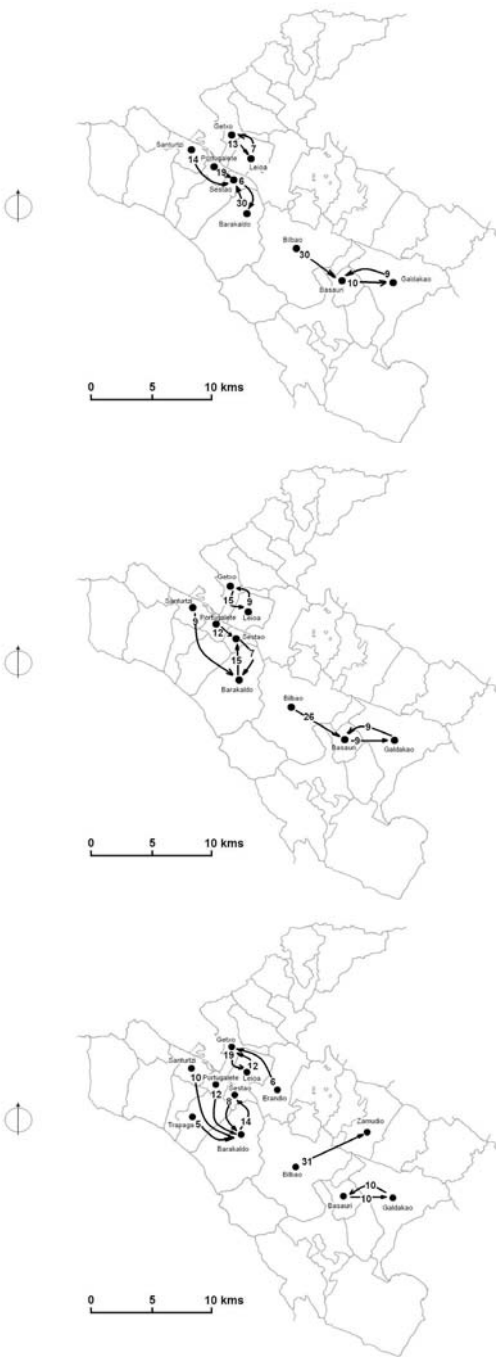 Getxo
13
7
Santurtzi
Portugalete
Leioa
14
19
6
Sestao
30
Barakaldo
Bilbao
30
9
Galdakao
Basauri
10
0 5 10 kms
Getxo
15
9
Santurtzi
Leioa
9
Portugalete
12
Sestao
15
7
Barakaldo
Bilbao
26
9
Basauri
9
Galdakao
0 5 10 kms
Getxo
19
12
Santurtzi
10
Portugalete
Leioa
6
12
Sestao
Erandio
8
Trapaga
5
14
Barakaldo
Zamudio
31
Bilbao
10
Basauri
10
Galdakao
0 5 10 kms